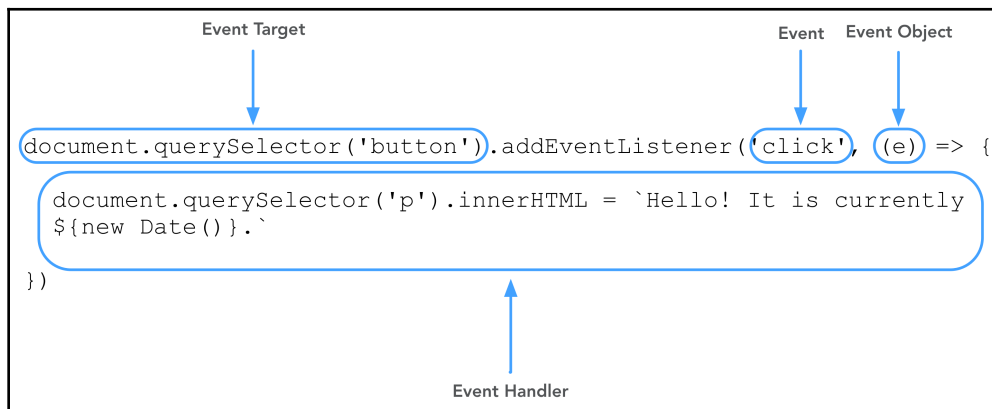 Event Target
Event
Event Object
document.querySelector('button').addEventListener('click', (e) => {
document.querySelector('p').innerHTML = `Hello! It is currently
${new Date()}.`
})
Event Handler